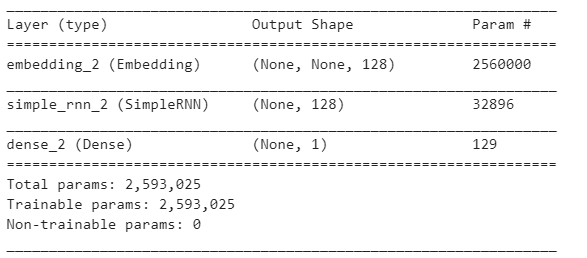 Layer (type) Output Shape Param #
embedding_2 (Embedding) (None, None, 128) 2560000
simple_rnn_2 (SimpleRNN) (None, 128) 32896
dense_2 (Dense) (None, 1) 129
Total params: 2,593,025
Trainable params: 2,593,025
Non-trainable params: 0